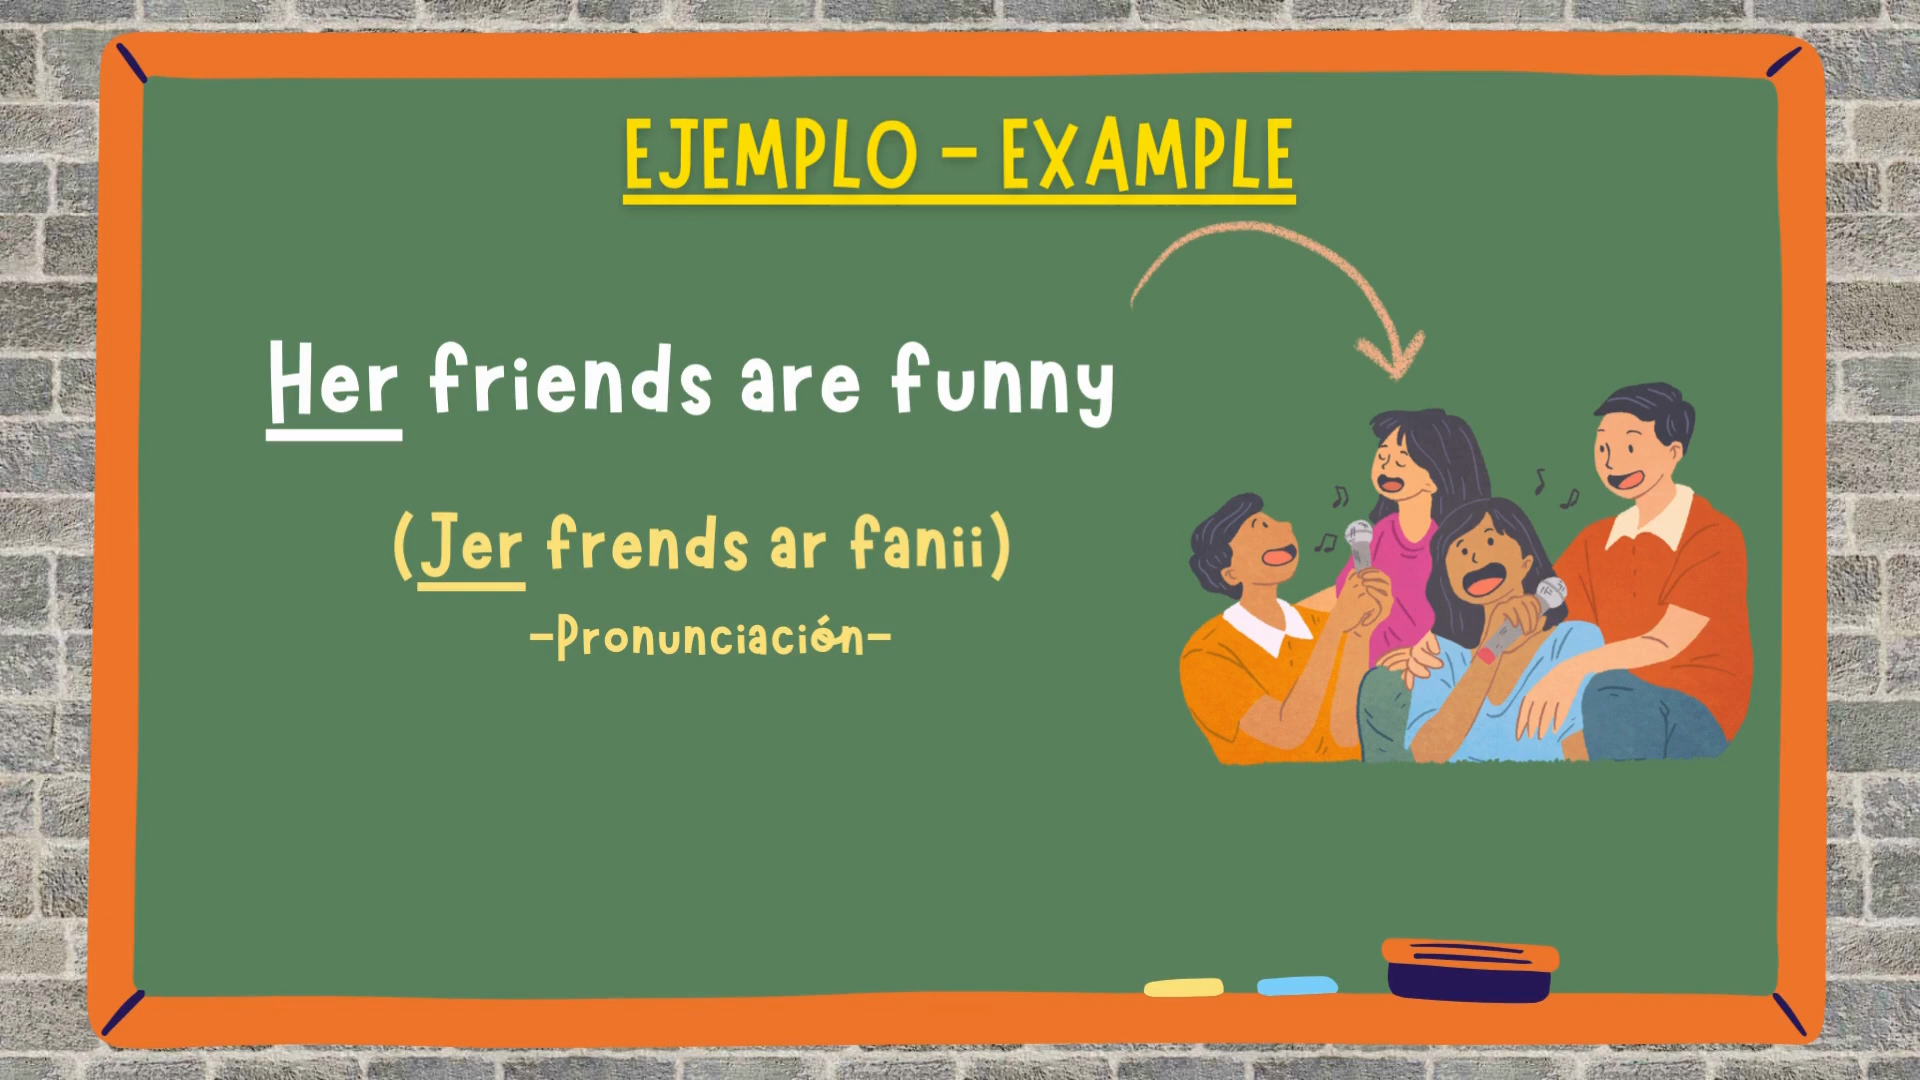 EJEMPLO - EXAMPLE
Her friends are funny
(Jer frends ar fanii)
-Pronunciación-